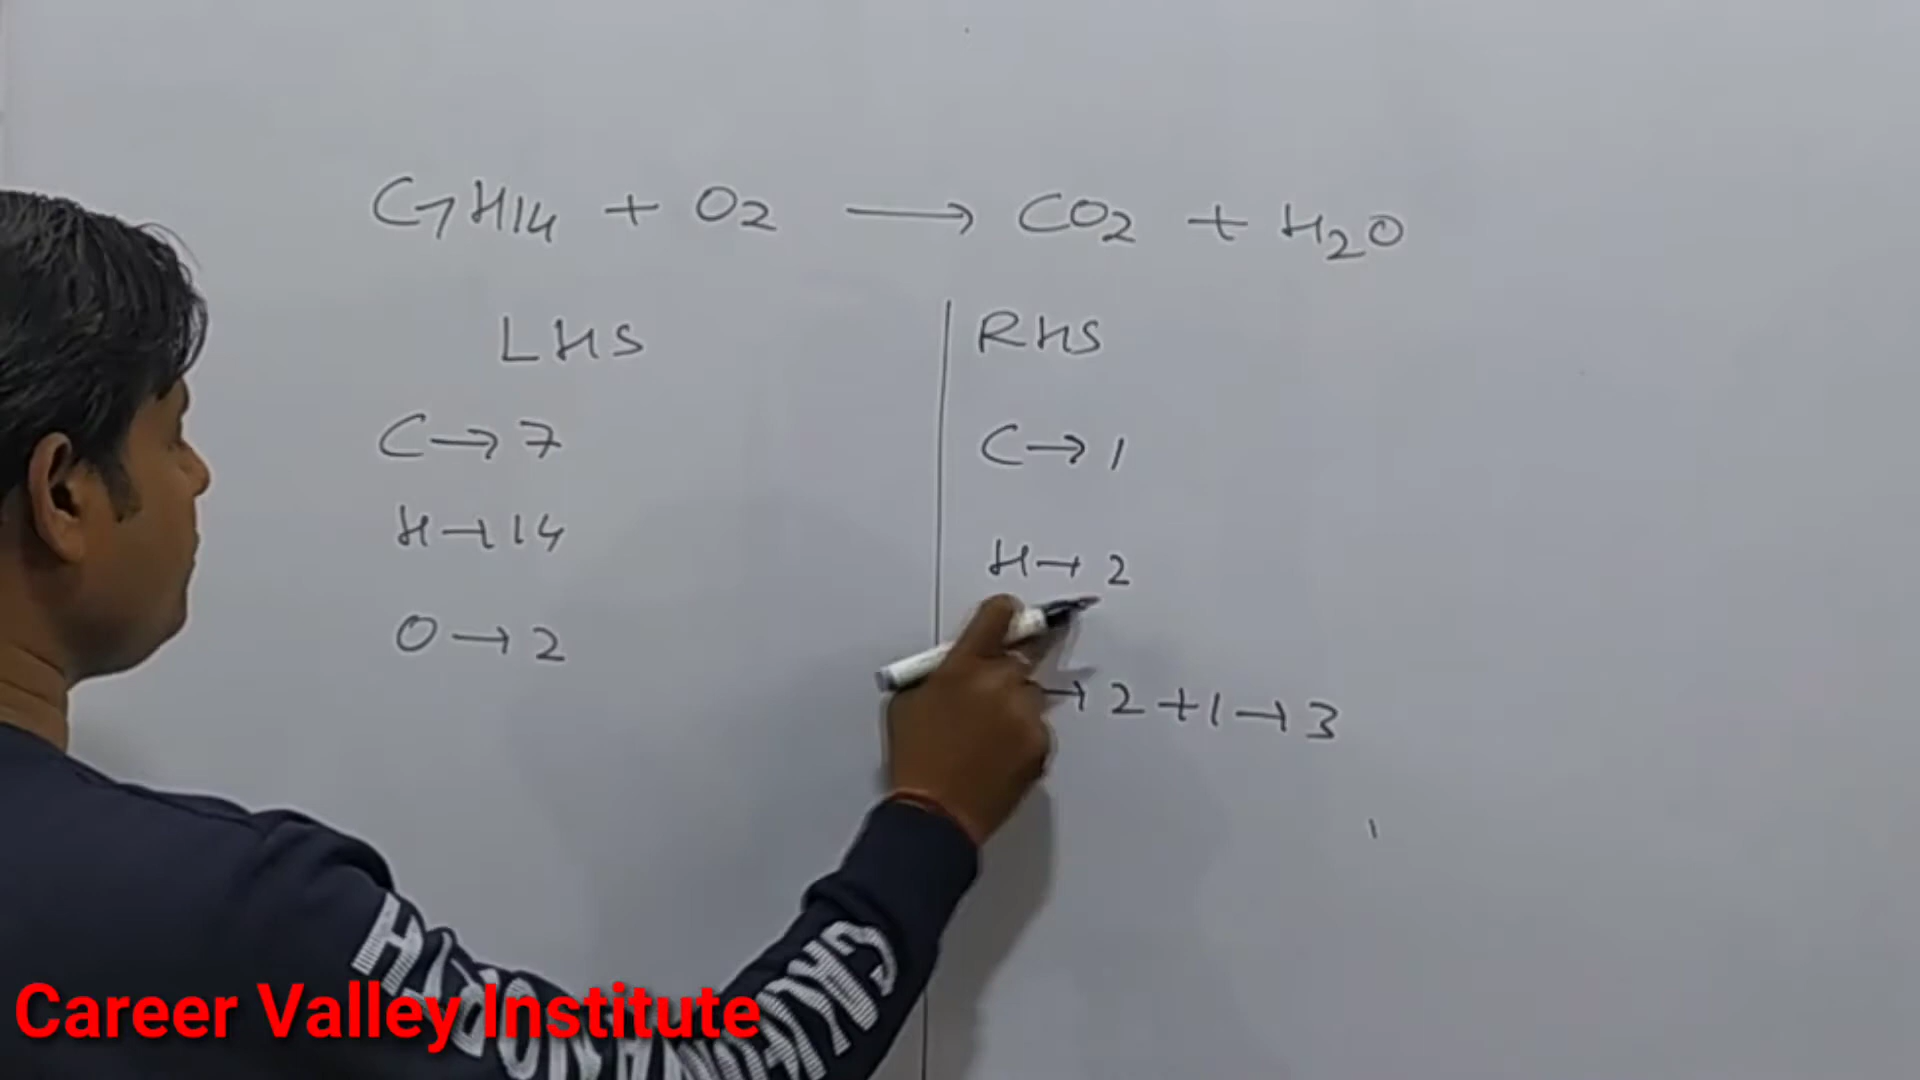 C7H14 + O2 → CO2 + H2O
LHS RHS
C→7 C→1
H→14 H→2
O→2 →2+1→3
Career Valley Institute